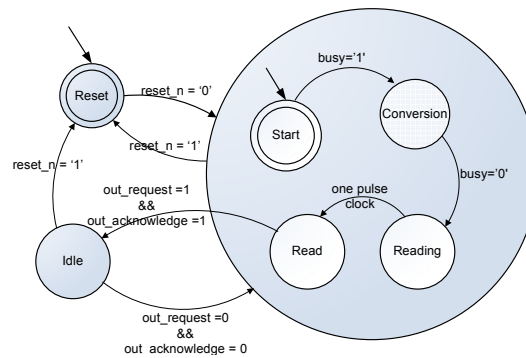 busy='1'
Reset
reset_n = ‘0’
Conversion
Start
reset_n = ‘1’
reset_n = ‘1’
busy='0'
out_request =1
&&
out_acknowledge =1
one pulse
clock
Idle
Read
Reading
out_request =0
&&
out_acknowledge = 0